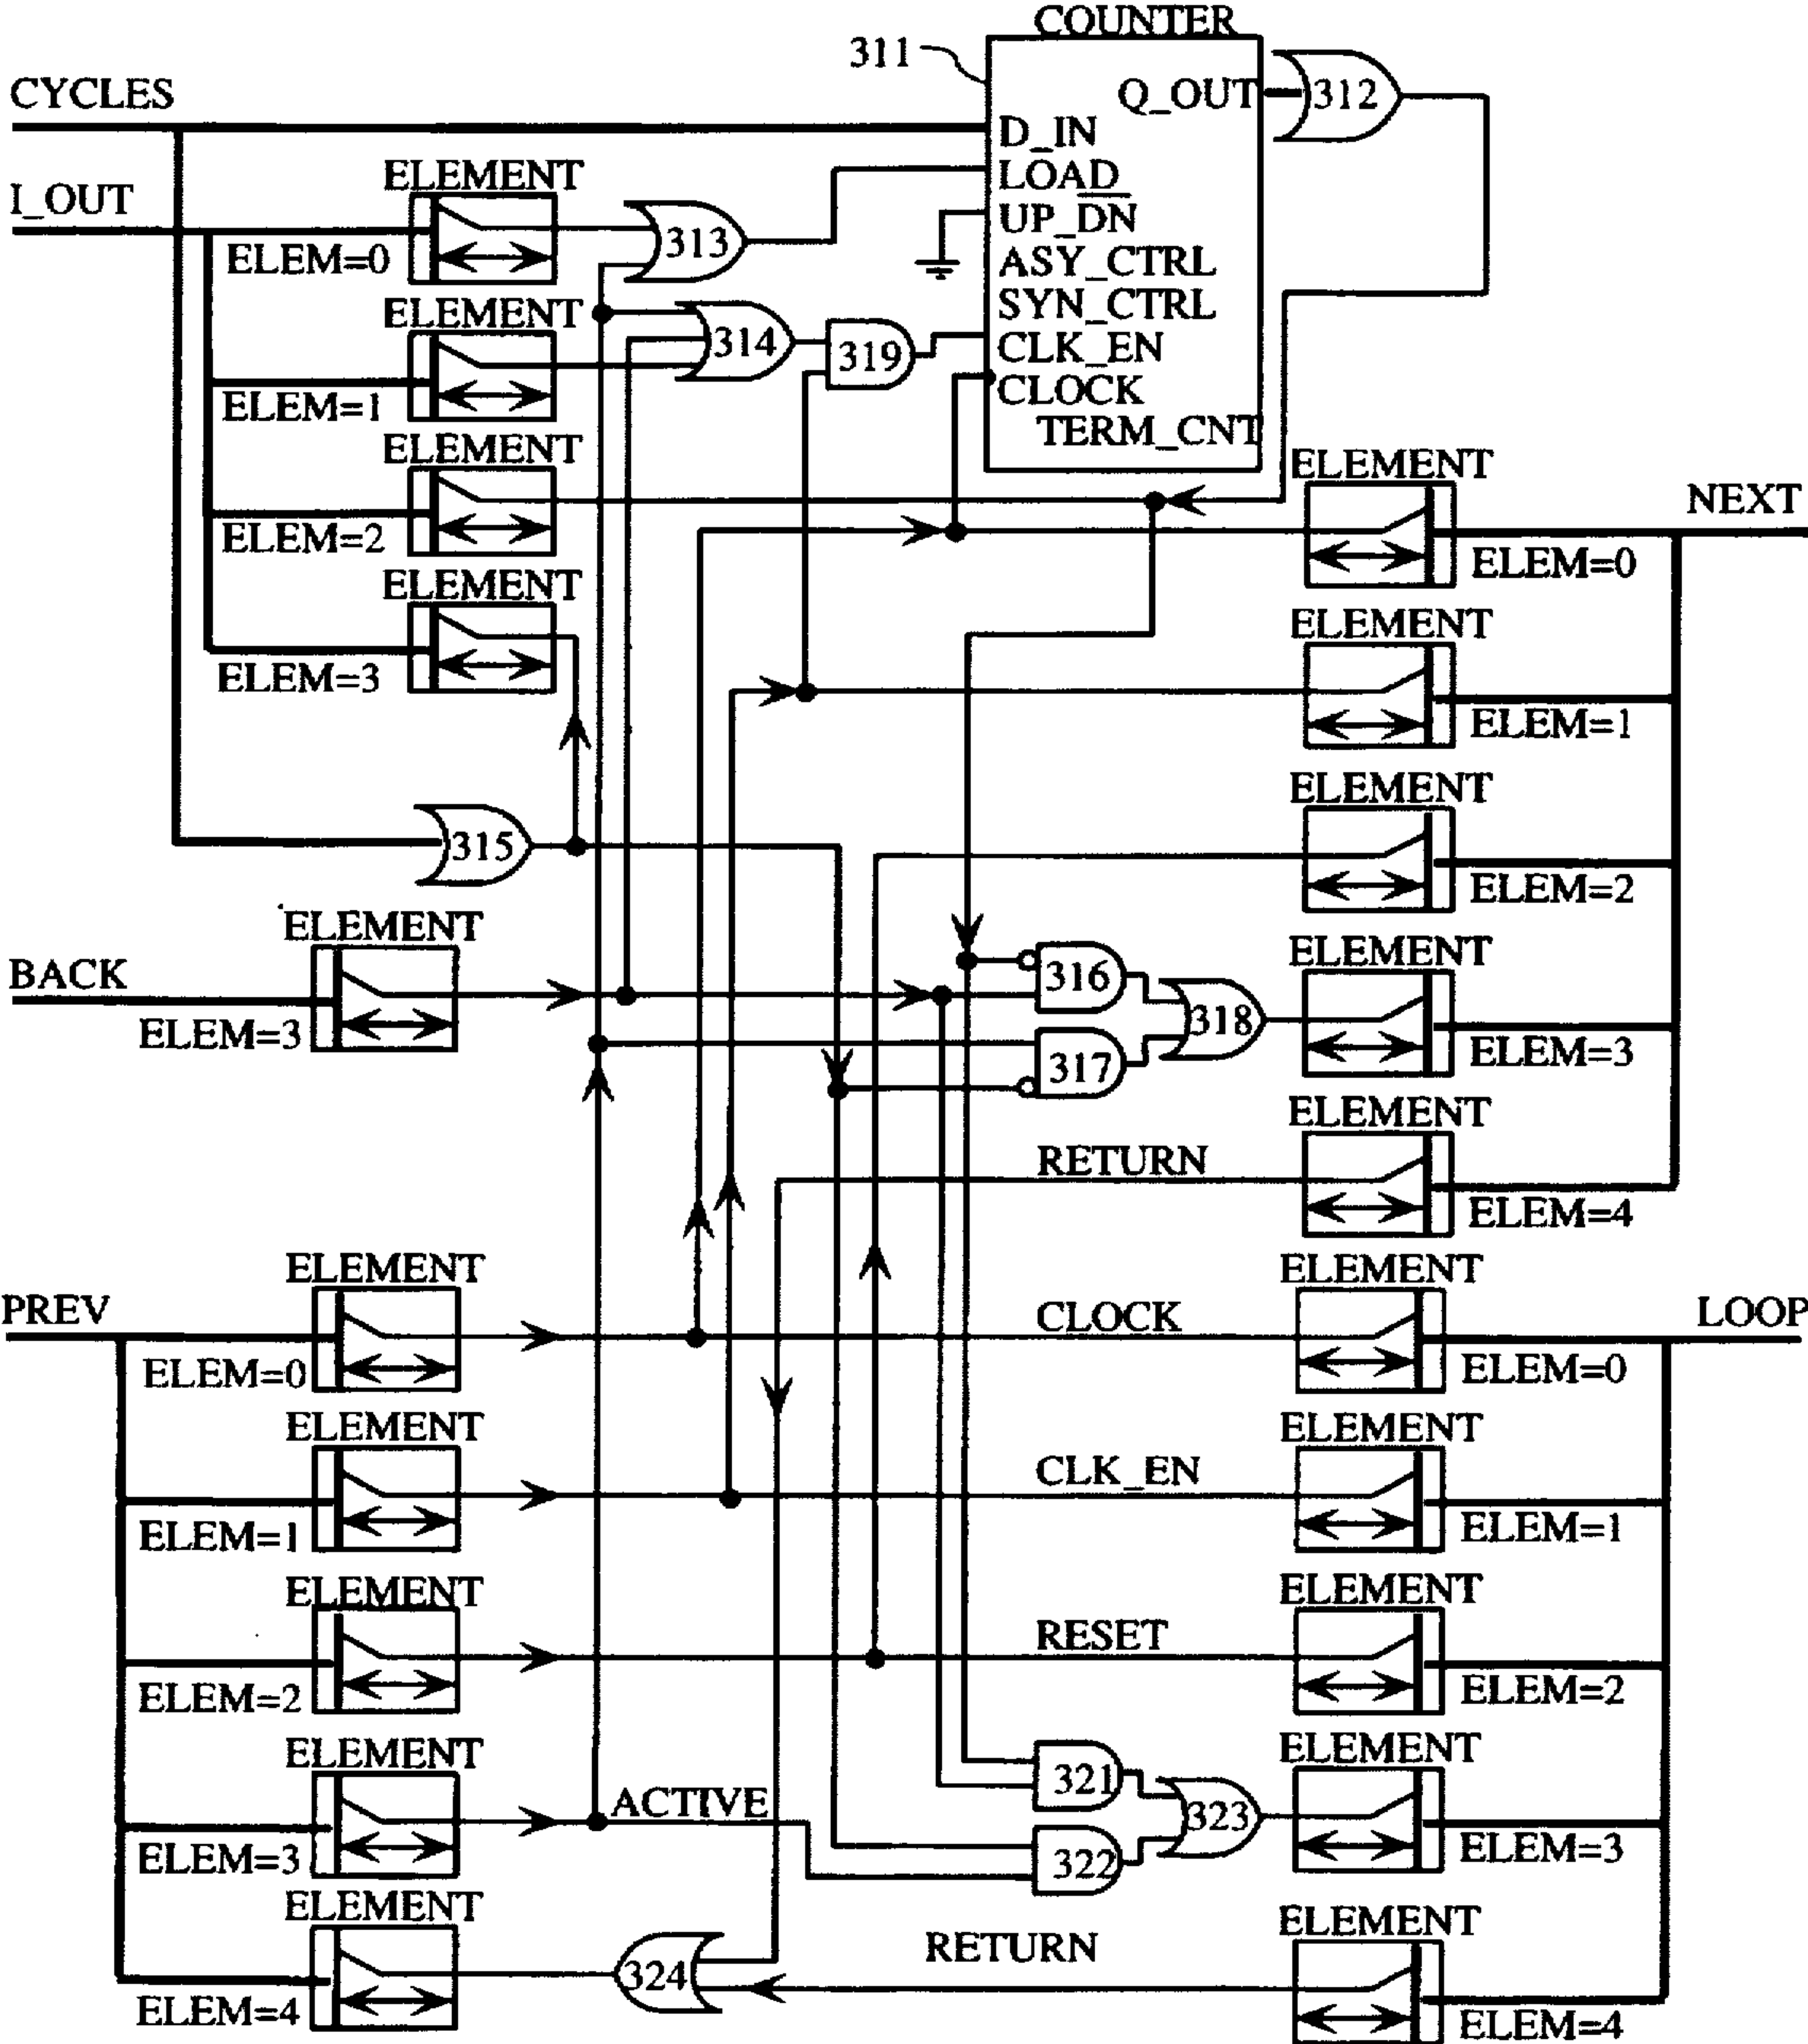 COUNTER
311
Q_OUT
312
CYCLES
D_IN
LOAD
UP_DN
ASY_CTRL
SYN_CTRL
CLK_EN
CLOCK
TERM_CNT
I_OUT
ELEMENT
ELEM=0
313
ELEMENT
ELEM=1
314
319
ELEMENT
ELEM=2
ELEMENT
ELEM=3
ELEMENT
NEXT
ELEM=0
ELEMENT
ELEM=1
ELEMENT
ELEM=2
315
ELEMENT
BACK
ELEM=3
316
317
318
ELEMENT
ELEM=3
RETURN
ELEMENT
ELEM=4
PREV
ELEMENT
ELEM=0
CLOCK
ELEMENT
LOOP
ELEM=0
ELEMENT
ELEM=1
CLK_EN
ELEMENT
ELEM=1
ELEMENT
ELEM=2
RESET
ELEMENT
ELEM=2
ELEMENT
ELEM=3
ACTIVE
321
322
323
ELEMENT
ELEM=3
ELEMENT
ELEM=4
324
RETURN
ELEMENT
ELEM=4